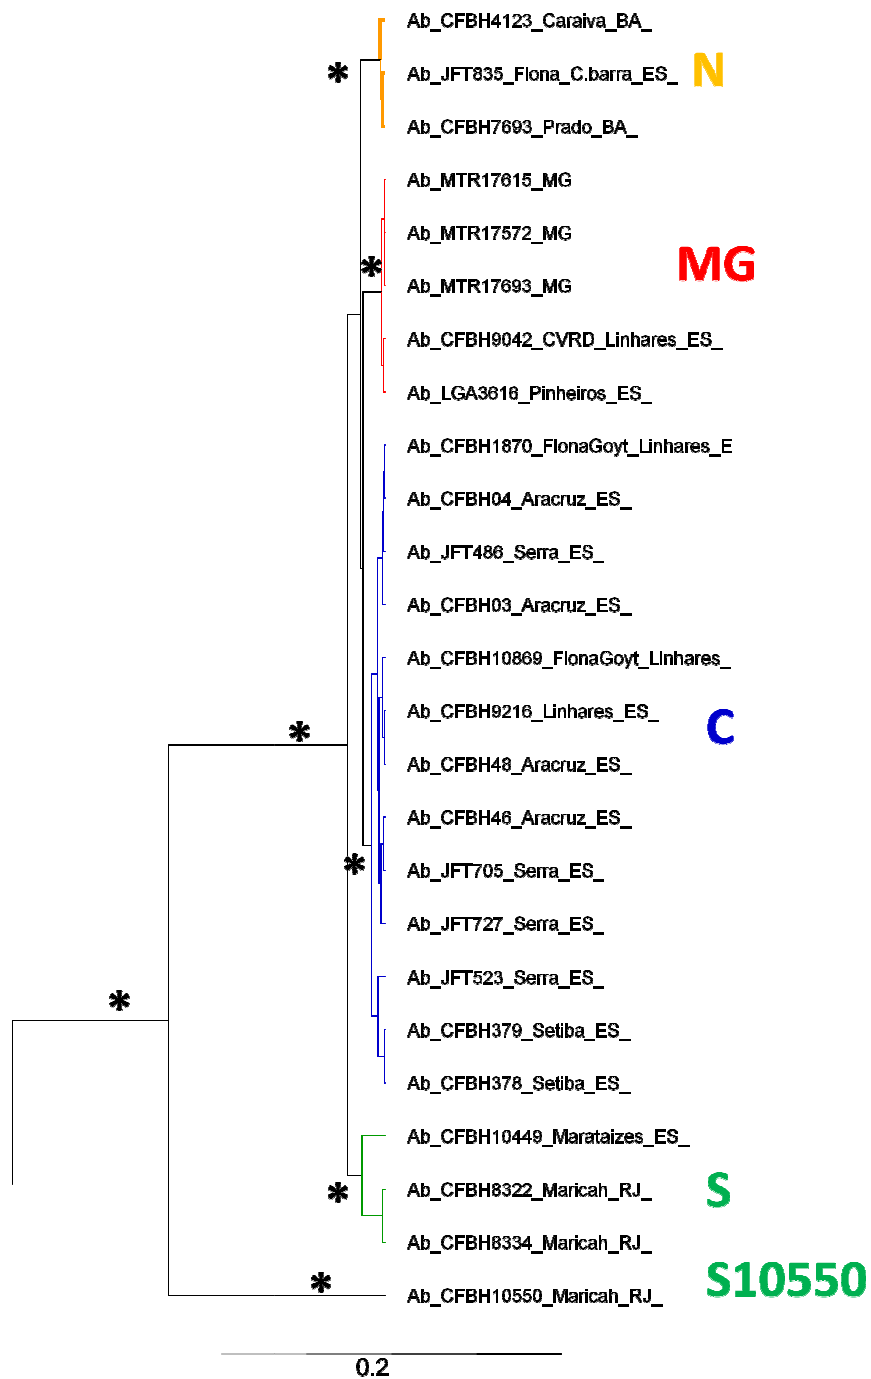 Ab_CFBH4123_Caraiva_BA_
Ab_JFT835_Flona_C.barra_ES_
N
Ab_CFBH7693_Prado_BA_
Ab_MTR17615_MG
Ab_MTR17572_MG
MG
Ab_MTR17693_MG
Ab_CFBH9042_CVRD_Linhares_ES_
Ab_LGA3616_Pinheiros_ES_
Ab_CFBH1870_FlonaGoyt_Linhares_E
Ab_CFBH04_Aracruz_ES_
Ab_JFT486_Serra_ES_
Ab_CFBH03_Aracruz_ES_
Ab_CFBH10869_FlonaGoyt_Linhares_
Ab_CFBH9216_Linhares_ES_
C
Ab_CFBH48_Aracruz_ES_
Ab_CFBH46_Aracruz_ES_
Ab_JFT705_Serra_ES_
Ab_JFT727_Serra_ES_
Ab_JFT523_Serra_ES_
Ab_CFBH379_Setiba_ES_
Ab_CFBH378_Setiba_ES_
Ab_CFBH10449_Marataizes_ES_
Ab_CFBH8322_Maricah_RJ_
S
Ab_CFBH8334_Maricah_RJ_
S10550
Ab_CFBH10550_Maricah_RJ_
0.2